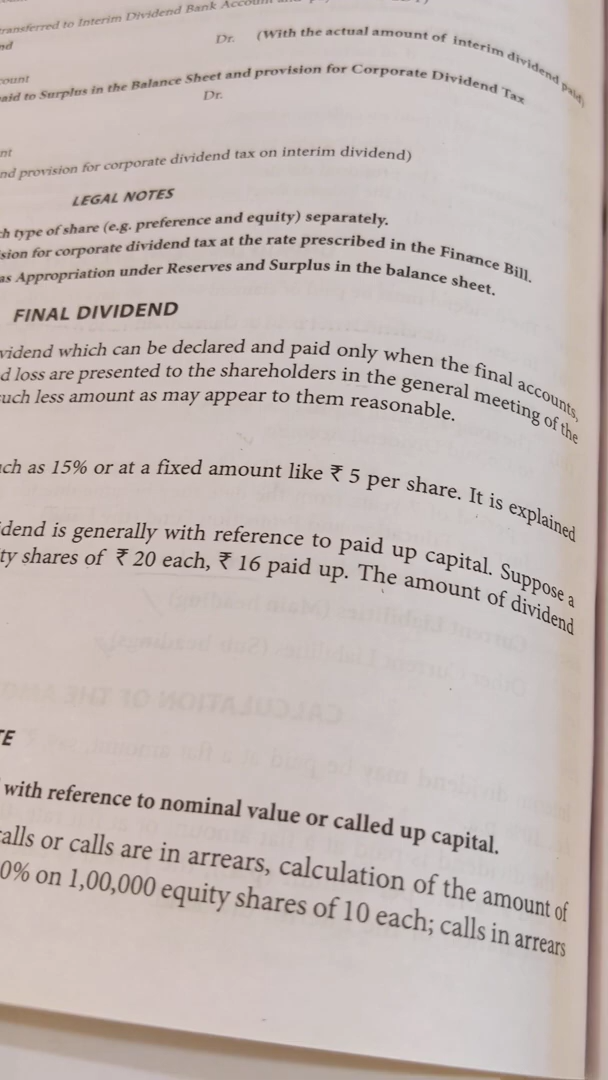 transferred to Interim Dividend Bank Account
nd Dr. (With the actual amount of interim dividend paid)
count
paid to Surplus in the Balance Sheet and provision for Corporate Dividend Tax
Dr.
nt
nd provision for corporate dividend tax on interim dividend)
LEGAL NOTES
ch type of share (e.g. preference and equity) separately.
sion for corporate dividend tax at the rate prescribed in the Finance Bill.
as Appropriation under Reserves and Surplus in the balance sheet.
FINAL DIVIDEND
vidend which can be declared and paid only when the final accounts,
d loss are presented to the shareholders in the general meeting of the
such less amount as may appear to them reasonable.
uch as 15% or at a fixed amount like ₹ 5 per share. It is explained
idend is generally with reference to paid up capital. Suppose a
ty shares of ₹ 20 each, ₹ 16 paid up. The amount of dividend
TE
with reference to nominal value or called up capital.
calls or calls are in arrears, calculation of the amount of
0% on 1,00,000 equity shares of 10 each; calls in arrears